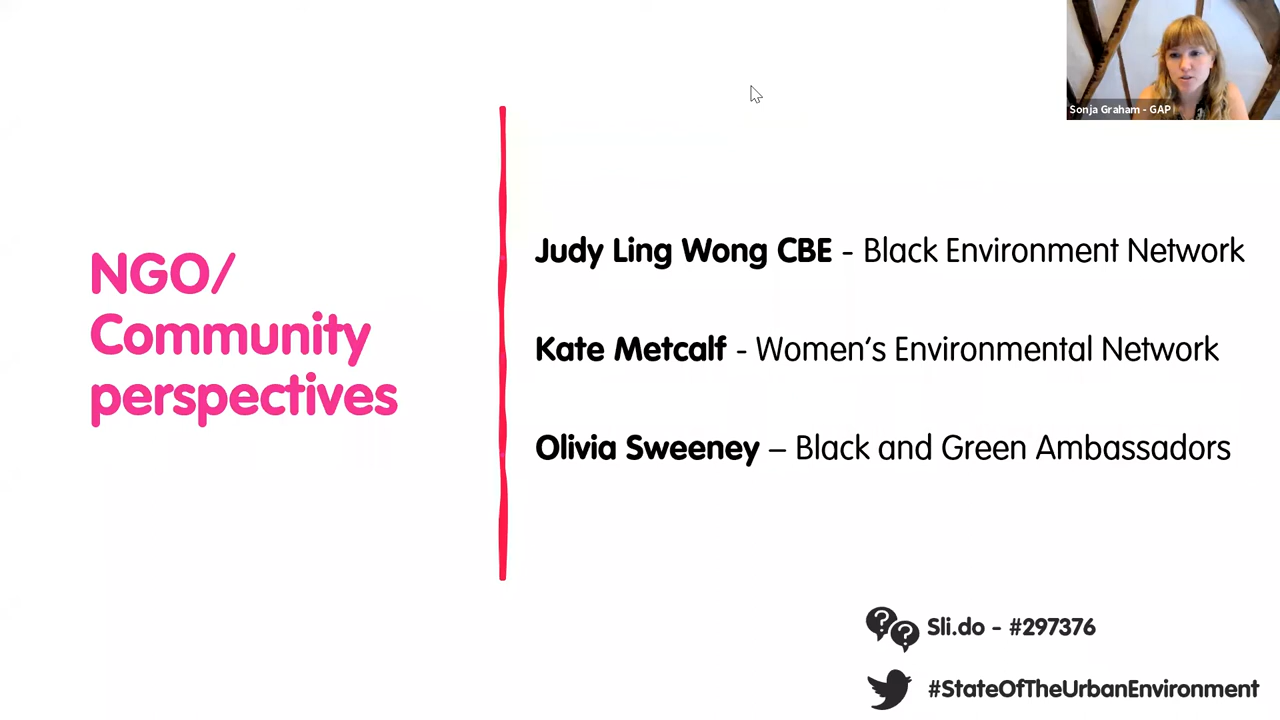 Sonja Graham - GAP
NGO/
Community
perspectives
Judy Ling Wong CBE - Black Environment Network
Kate Metcalf - Women's Environmental Network
Olivia Sweeney – Black and Green Ambassadors
Sli.do - #297376
#StateOfTheUrbanEnvironment